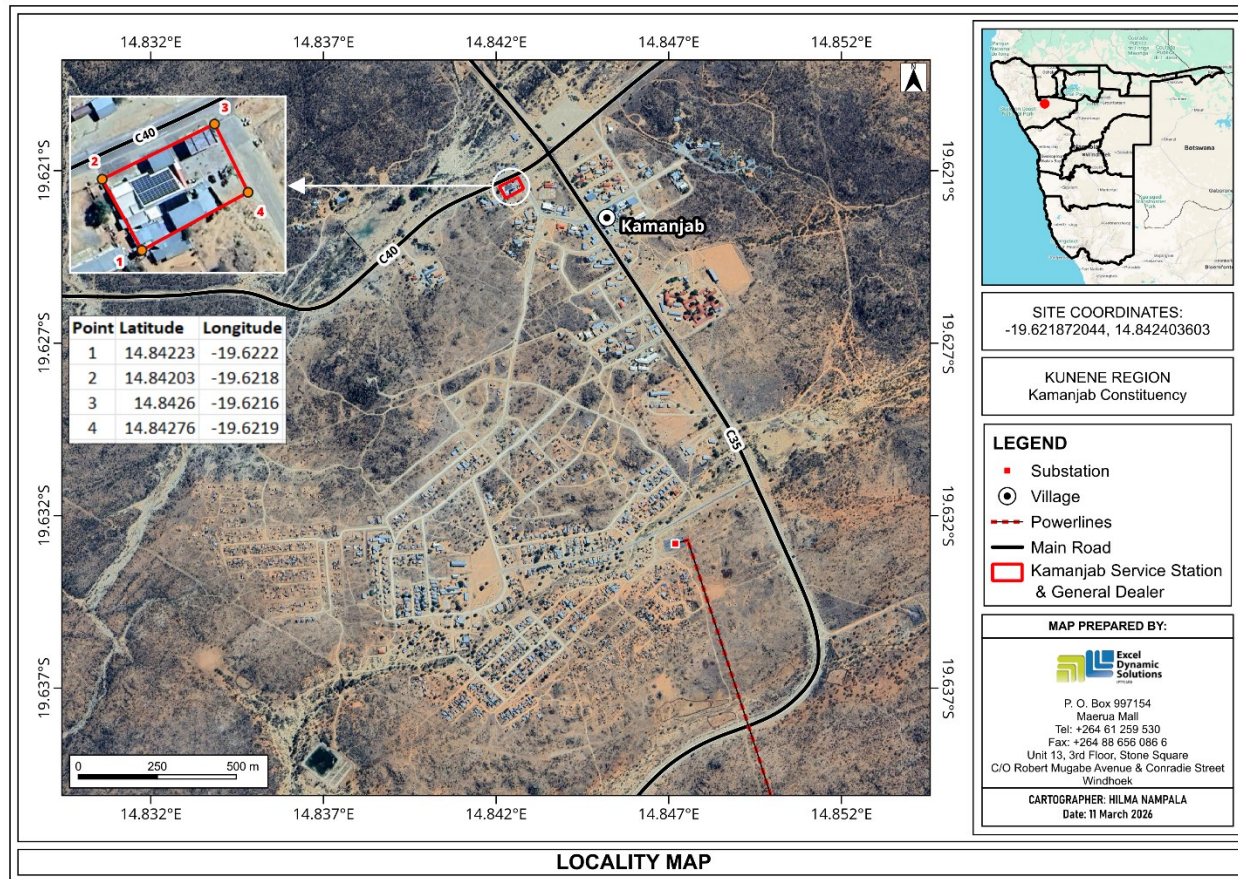 14.832°E 14.837°E 14.842°E 14.847°E 14.852°E
N
C40
3
2
4
1
19.621°S
19.621°S
Kamanjab
C40
Point Latitude Longitude
1 14.84223 -19.6222
2 14.84203 -19.6218
3 14.8426 -19.6216
4 14.84276 -19.6219
19.627°S
19.627°S
C35
19.632°S
19.632°S
19.637°S
19.637°S
0 250 500 m
14.832°E 14.837°E 14.842°E 14.847°E 14.852°E
Botswana
Windhoek
SITE COORDINATES:
-19.621872044, 14.842403603
KUNENE REGION
Kamanjab Constituency
LEGEND
Substation
Village
Powerlines
Main Road
Kamanjab Service Station
& General Dealer
MAP PREPARED BY:
Excel
Dynamic
Solutions
P. O. Box 997154
Maerua Mall
Tel: +264 61 259 530
Fax: +264 88 656 086 6
Unit 13, 3rd Floor, Stone Square
C/O Robert Mugabe Avenue & Conradie Street
Windhoek
CARTOGRAPHER: HILMA NAMPALA
Date: 11 March 2026
LOCALITY MAP